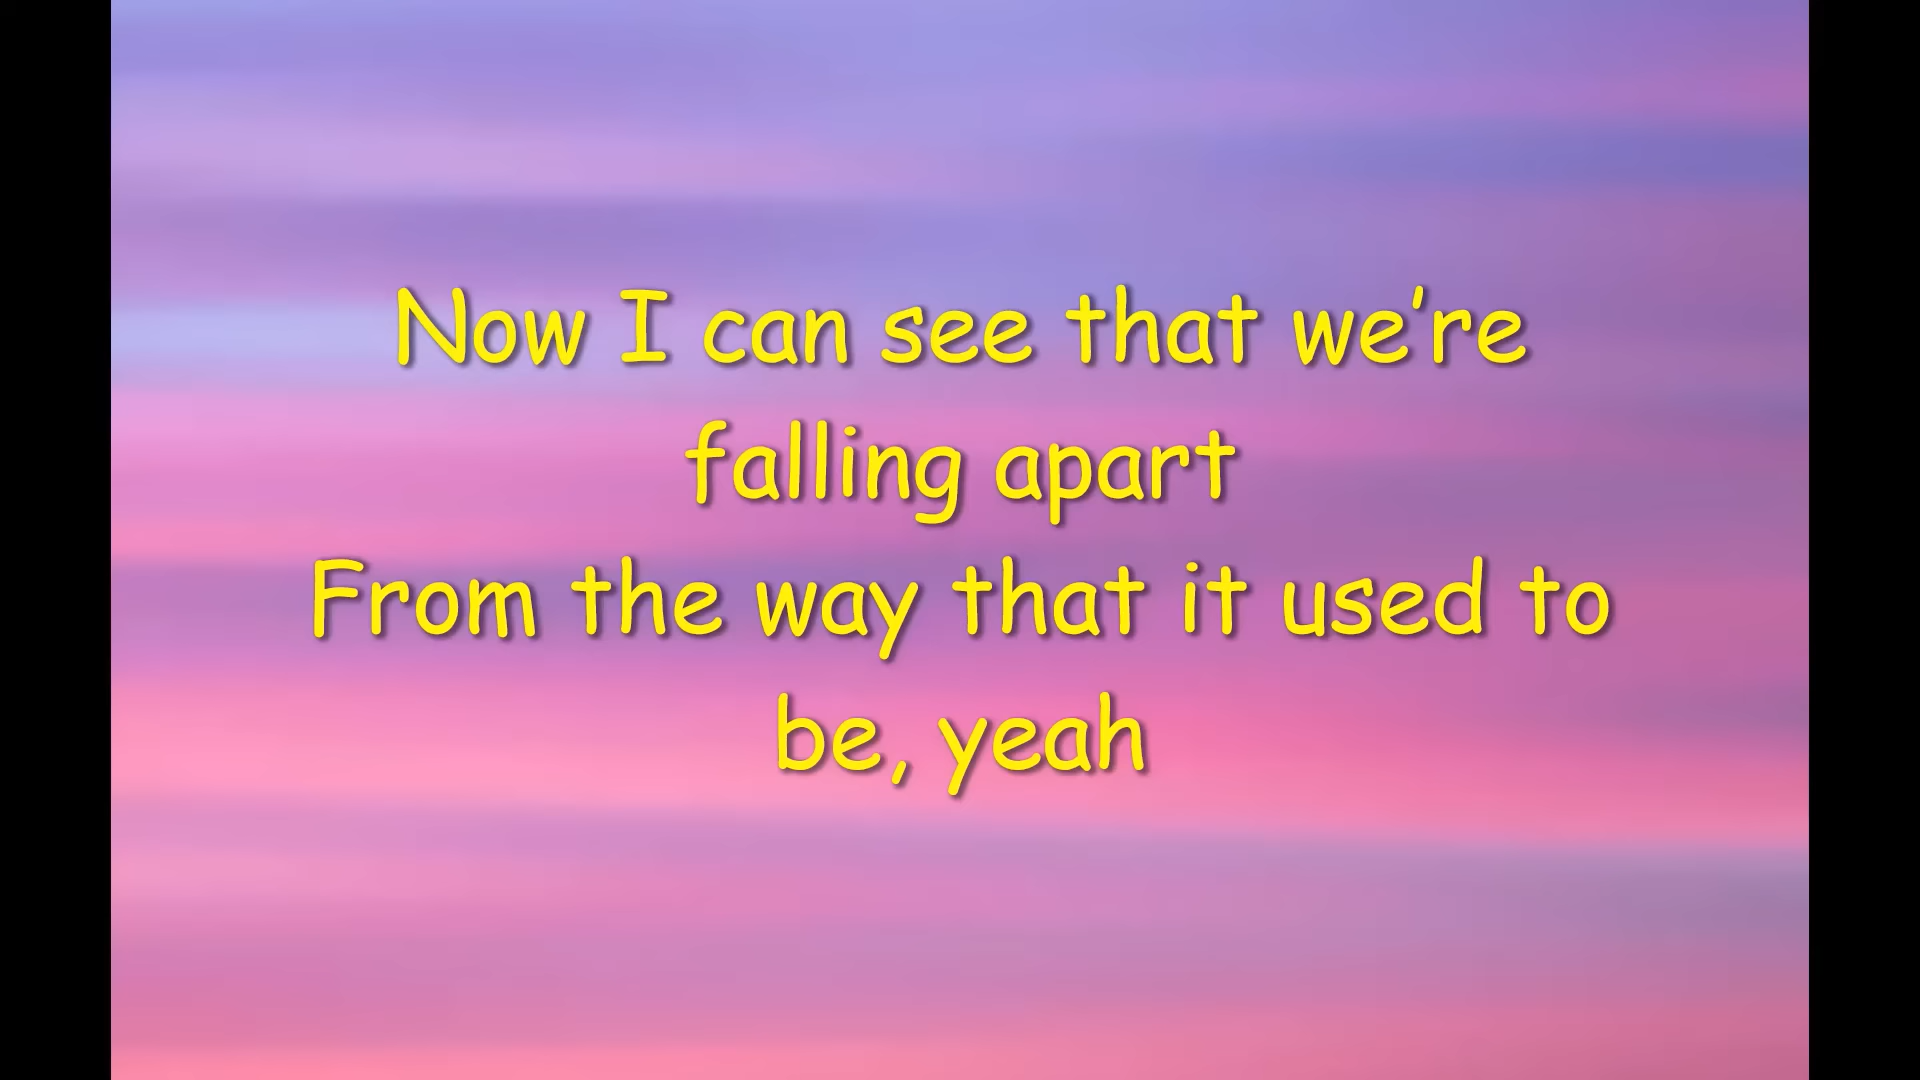 Now I can see that we’re
falling apart
From the way that it used to
be, yeah